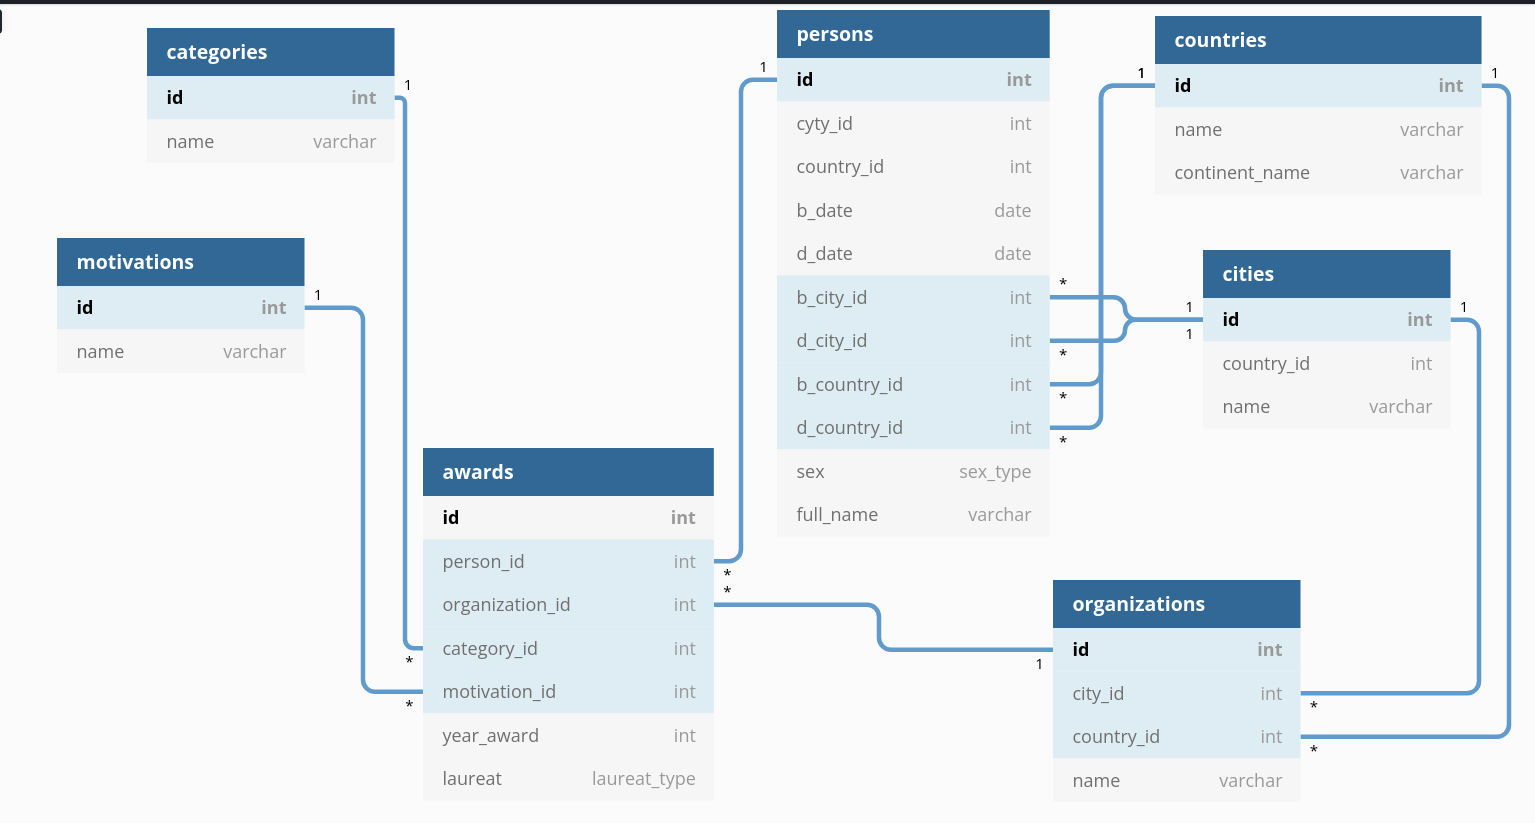 categories
1
id int
name varchar
motivations
1
id int
name varchar
awards
id int
person_id int
*
*
organization_id int
category_id int
*
motivation_id int
*
year_award int
laureat laureat_type
persons
1
id int
cyty_id int
country_id int
b_date date
d_date date
*
b_city_id int
d_city_id int
*
b_country_id int
*
d_country_id int
*
sex sex_type
full_name varchar
countries
1
1
id int
name varchar
continent_name varchar
cities
1
1
1
id int
country_id int
name varchar
organizations
id int
1
city_id int
*
country_id int
*
name varchar